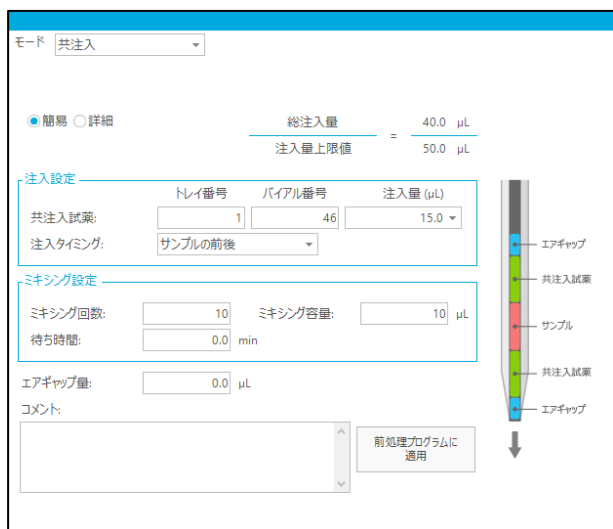 モード 共注入
簡易 詳細
総注入量 = 40.0 µL
注入量上限値 50.0 µL
注入設定
トレイ番号 バイアル番号 注入量 (µL)
共注入試薬: 1 46 15.0
注入タイミング: サンプルの前後
ミキシング設定
ミキシング回数: 10 ミキシング容量: 10 µL
待ち時間: 0.0 min
エアギャップ量: 0.0 µL
コメント:
前処理プログラムに
適用
エアギャップ
共注入試薬
サンプル
共注入試薬
エアギャップ